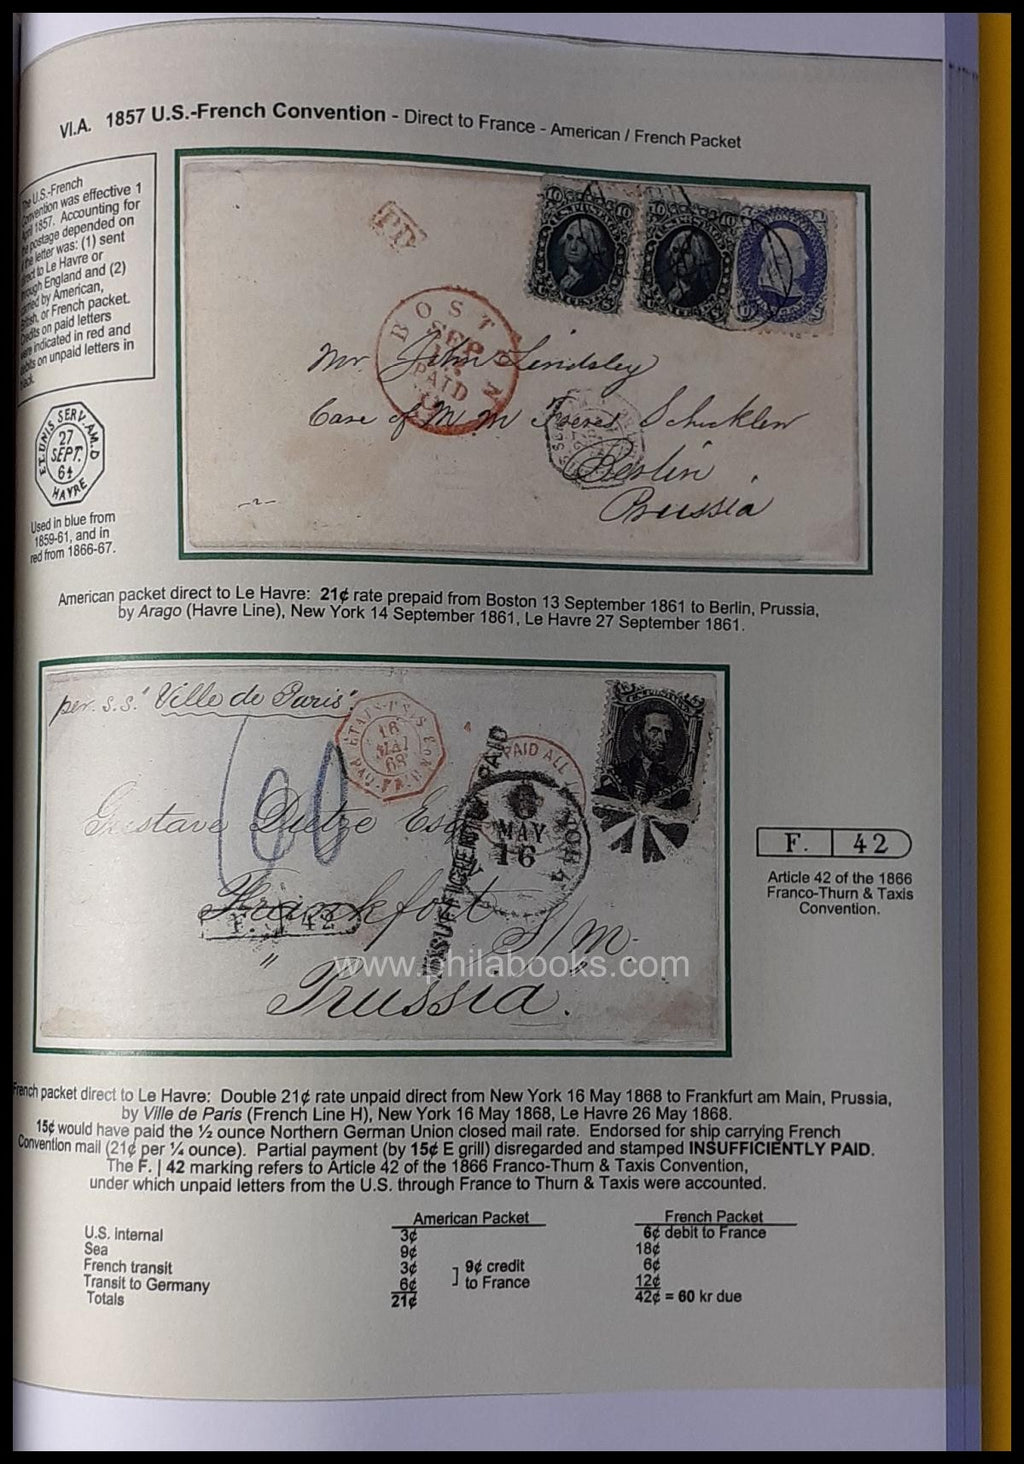 VI.A. 1857 U.S.-French Convention - Direct to France - American / French Packet
The U.S.-French
Convention was effective 1
1857. Accounting for
postage depended on
the letter was: (1) sent
to Le Havre or
through England and (2)
by American,
or French packet.
Credits on paid letters
were indicated in red and
debits on unpaid letters in
black.
ET.UNIS SERV.AM.D
27
SEPT.
61
HAVRE
Used in blue from
1859-61, and in
red from 1866-67.
PD
BOSTON
SEP
PAID
Mr John Lindsley
Care of M M Freres Schickler
Berlin
Prussia
-2-
American packet direct to Le Havre: 21¢ rate prepaid from Boston 13 September 1861 to Berlin, Prussia,
by Arago (Havre Line), New York 14 September 1861, Le Havre 27 September 1861.
per. s.s. "Ville de Paris"
16
MAI
68
PAID ALL
MAY
16
INSUFFICIENTLY PAID
Gustave Dietze Esq
60
Frankfort
F. 42
S/M.
" Prussia.
www.philabooks.com
F. 42
Article 42 of the 1866
Franco-Thurn & Taxis
Convention.
French packet direct to Le Havre: Double 21¢ rate unpaid direct from New York 16 May 1868 to Frankfurt am Main, Prussia,
by Ville de Paris (French Line H), New York 16 May 1868, Le Havre 26 May 1868.
15¢ would have paid the ½ ounce Northern German Union closed mail rate. Endorsed for ship carrying French
Convention mail (21¢ per ¼ ounce). Partial payment (by 15¢ E grill) disregarded and stamped INSUFFICIENTLY PAID.
The F. | 42 marking refers to Article 42 of the 1866 Franco-Thurn & Taxis Convention,
under which unpaid letters from the U.S. through France to Thurn & Taxis were accounted.
American Packet French Packet
U.S. internal 3¢ 6¢ debit to France
Sea 9¢ 18¢
French transit 3¢ ] 9¢ credit 6¢
Transit to Germany 6¢ to France 12¢
Totals 21¢ 42¢ = 60 kr due